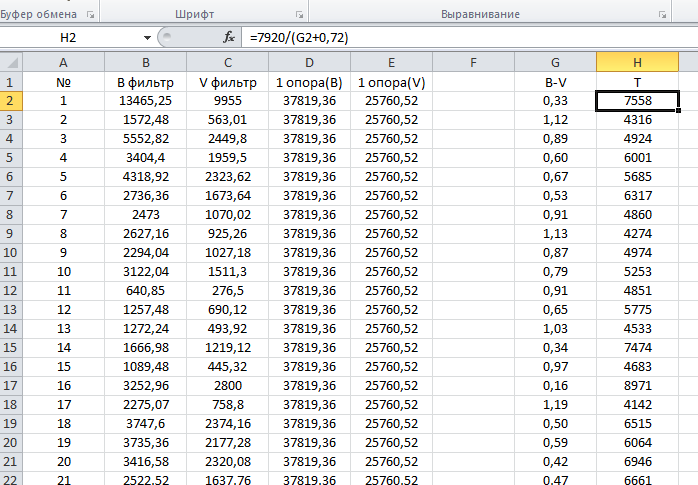 Буфер обмена Шрифт Выравнивание
H2 fx =7920/(G2+0,72)
A B C D E F G H
1 № B фильтр V фильтр 1 опора(B) 1 опора(V) B-V T
2 1 13465,25 9955 37819,36 25760,52 0,33 7558
3 2 1572,48 563,01 37819,36 25760,52 1,12 4316
4 3 5552,82 2449,8 37819,36 25760,52 0,89 4924
5 4 3404,4 1959,5 37819,36 25760,52 0,60 6001
6 5 4318,92 2323,62 37819,36 25760,52 0,67 5685
7 6 2736,36 1673,64 37819,36 25760,52 0,53 6317
8 7 2473 1070,02 37819,36 25760,52 0,91 4860
9 8 2627,16 925,26 37819,36 25760,52 1,13 4274
10 9 2294,04 1027,18 37819,36 25760,52 0,87 4974
11 10 3122,04 1511,3 37819,36 25760,52 0,79 5253
12 11 640,85 276,5 37819,36 25760,52 0,91 4851
13 12 1257,48 690,12 37819,36 25760,52 0,65 5775
14 13 1272,24 493,92 37819,36 25760,52 1,03 4533
15 14 1666,98 1219,12 37819,36 25760,52 0,34 7474
16 15 1089,48 445,32 37819,36 25760,52 0,97 4683
17 16 3252,96 2800 37819,36 25760,52 0,16 8971
18 17 2275,07 758,8 37819,36 25760,52 1,19 4142
19 18 3747,6 2374,16 37819,36 25760,52 0,50 6515
20 19 3735,36 2177,28 37819,36 25760,52 0,59 6064
21 20 3416,58 2320,08 37819,36 25760,52 0,42 6946
22 21 2522,52 1637,76 37819,36 25760,52 0,47 6661